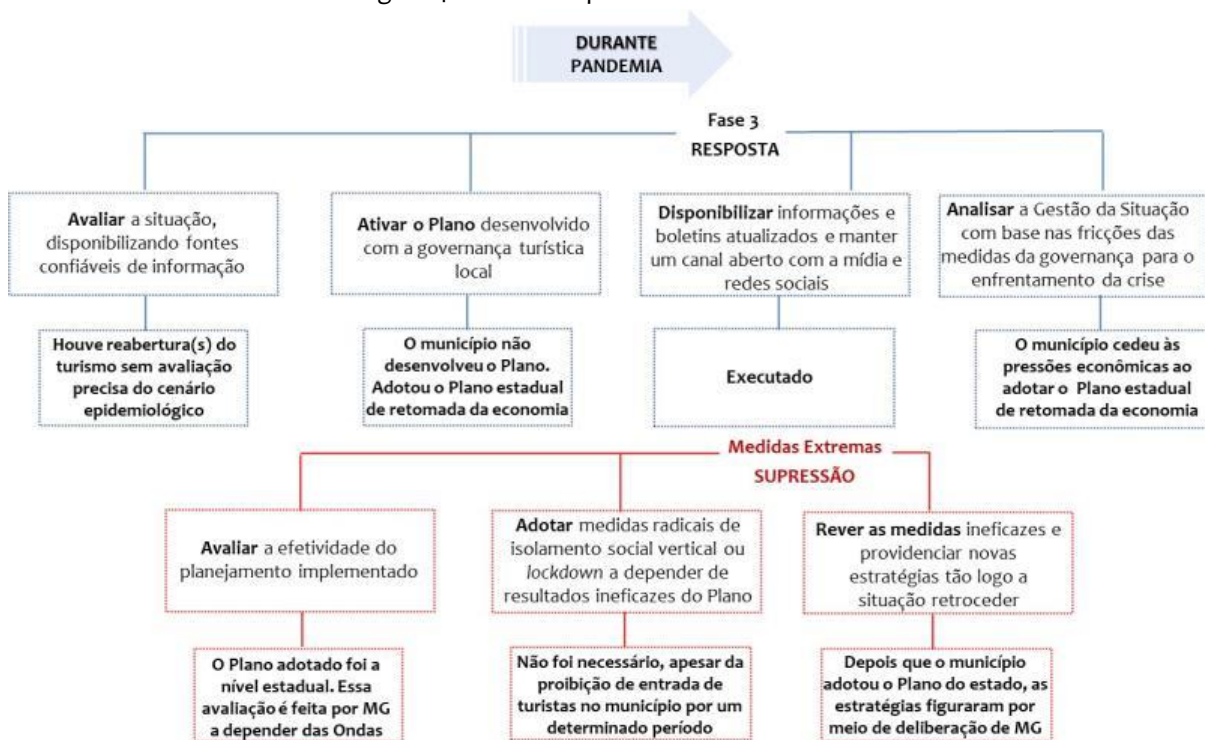 DURANTE
PANDEMIA
Fase 3
RESPOSTA
Avaliar a situação,
disponibilizando fontes
confiáveis de informação
Ativar o Plano desenvolvido
com a governança turística
local
Disponibilizar informações e
boletins atualizados e manter
um canal aberto com a mídia e
redes sociais
Analisar a Gestão da Situação
com base nas fricções das
medidas da governança para o
enfrentamento da crise
Houve reabertura(s) do
turismo sem avaliação
precisa do cenário
epidemiológico
O município não
desenvolveu o Plano.
Adotou o Plano estadual
de retomada da economia
Executado
O município cedeu às
pressões econômicas ao
adotar o Plano estadual
de retomada da economia
Medidas Extremas
SUPRESSÃO
Avaliar a efetividade do
planejamento implementado
Adotar medidas radicais de
isolamento social vertical ou
lockdown a depender de
resultados ineficazes do Plano
Rever as medidas ineficazes e
providenciar novas
estratégias tão logo a
situação retroceder
O Plano adotado foi a
nível estadual. Essa
avaliação é feita por MG
a depender das Ondas
Não foi necessário, apesar da
proibição de entrada de
turistas no município por um
determinado período
Depois que o município
adotou o Plano do estado, as
estratégias figuraram por
meio de deliberação de MG